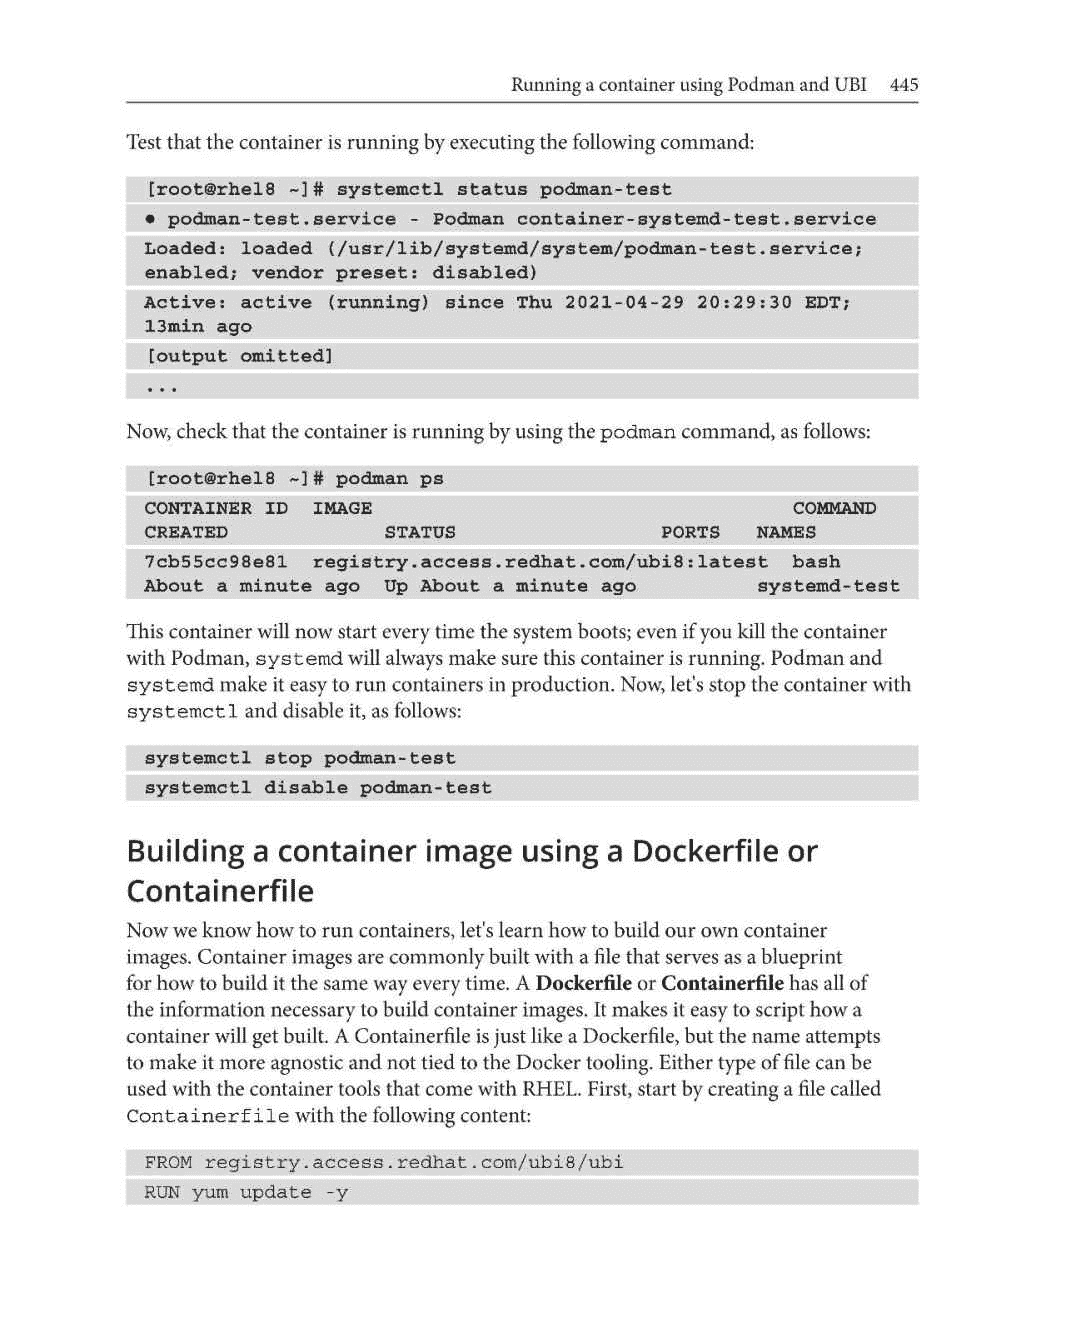 Running a container using Podman and UBI 445
Test that the container is running by executing the following command:
[root@rhel8 ~]# systemctl status podman-test
● podman-test.service - Podman container-systemd-test.service
Loaded: loaded (/usr/lib/systemd/system/podman-test.service;
enabled; vendor preset: disabled)
Active: active (running) since Thu 2021-04-29 20:29:30 EDT;
13min ago
[output omitted]
...
Now, check that the container is running by using the podman command, as follows:
[root@rhel8 ~]# podman ps
CONTAINER ID IMAGE COMMAND
CREATED STATUS PORTS NAMES
7cb55cc98e81 registry.access.redhat.com/ubi8:latest bash
About a minute ago Up About a minute ago systemd-test
This container will now start every time the system boots; even if you kill the container
with Podman, systemd will always make sure this container is running. Podman and
systemd make it easy to run containers in production. Now, let's stop the container with
systemctl and disable it, as follows:
systemctl stop podman-test
systemctl disable podman-test
Building a container image using a Dockerfile or
Containerfile
Now we know how to run containers, let's learn how to build our own container
images. Container images are commonly built with a file that serves as a blueprint
for how to build it the same way every time. A Dockerfile or Containerfile has all of
the information necessary to build container images. It makes it easy to script how a
container will get built. A Containerfile is just like a Dockerfile, but the name attempts
to make it more agnostic and not tied to the Docker tooling. Either type of file can be
used with the container tools that come with RHEL. First, start by creating a file called
Containerfile with the following content:
FROM registry.access.redhat.com/ubi8/ubi
RUN yum update -y